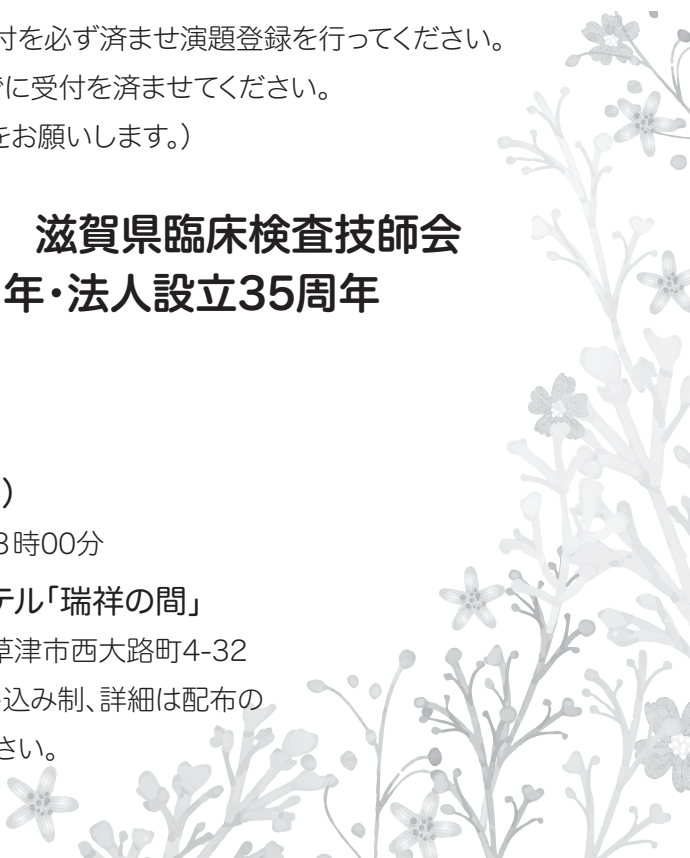 付を必ず済ませ演題登録を行ってください。
に受付を済ませてください。
をお願いします。）
滋賀県臨床検査技師会
年・法人設立35周年
）
時00分
テル「瑞祥の間」
草津市西大路町4-32
込み制、詳細は配布の
さい。